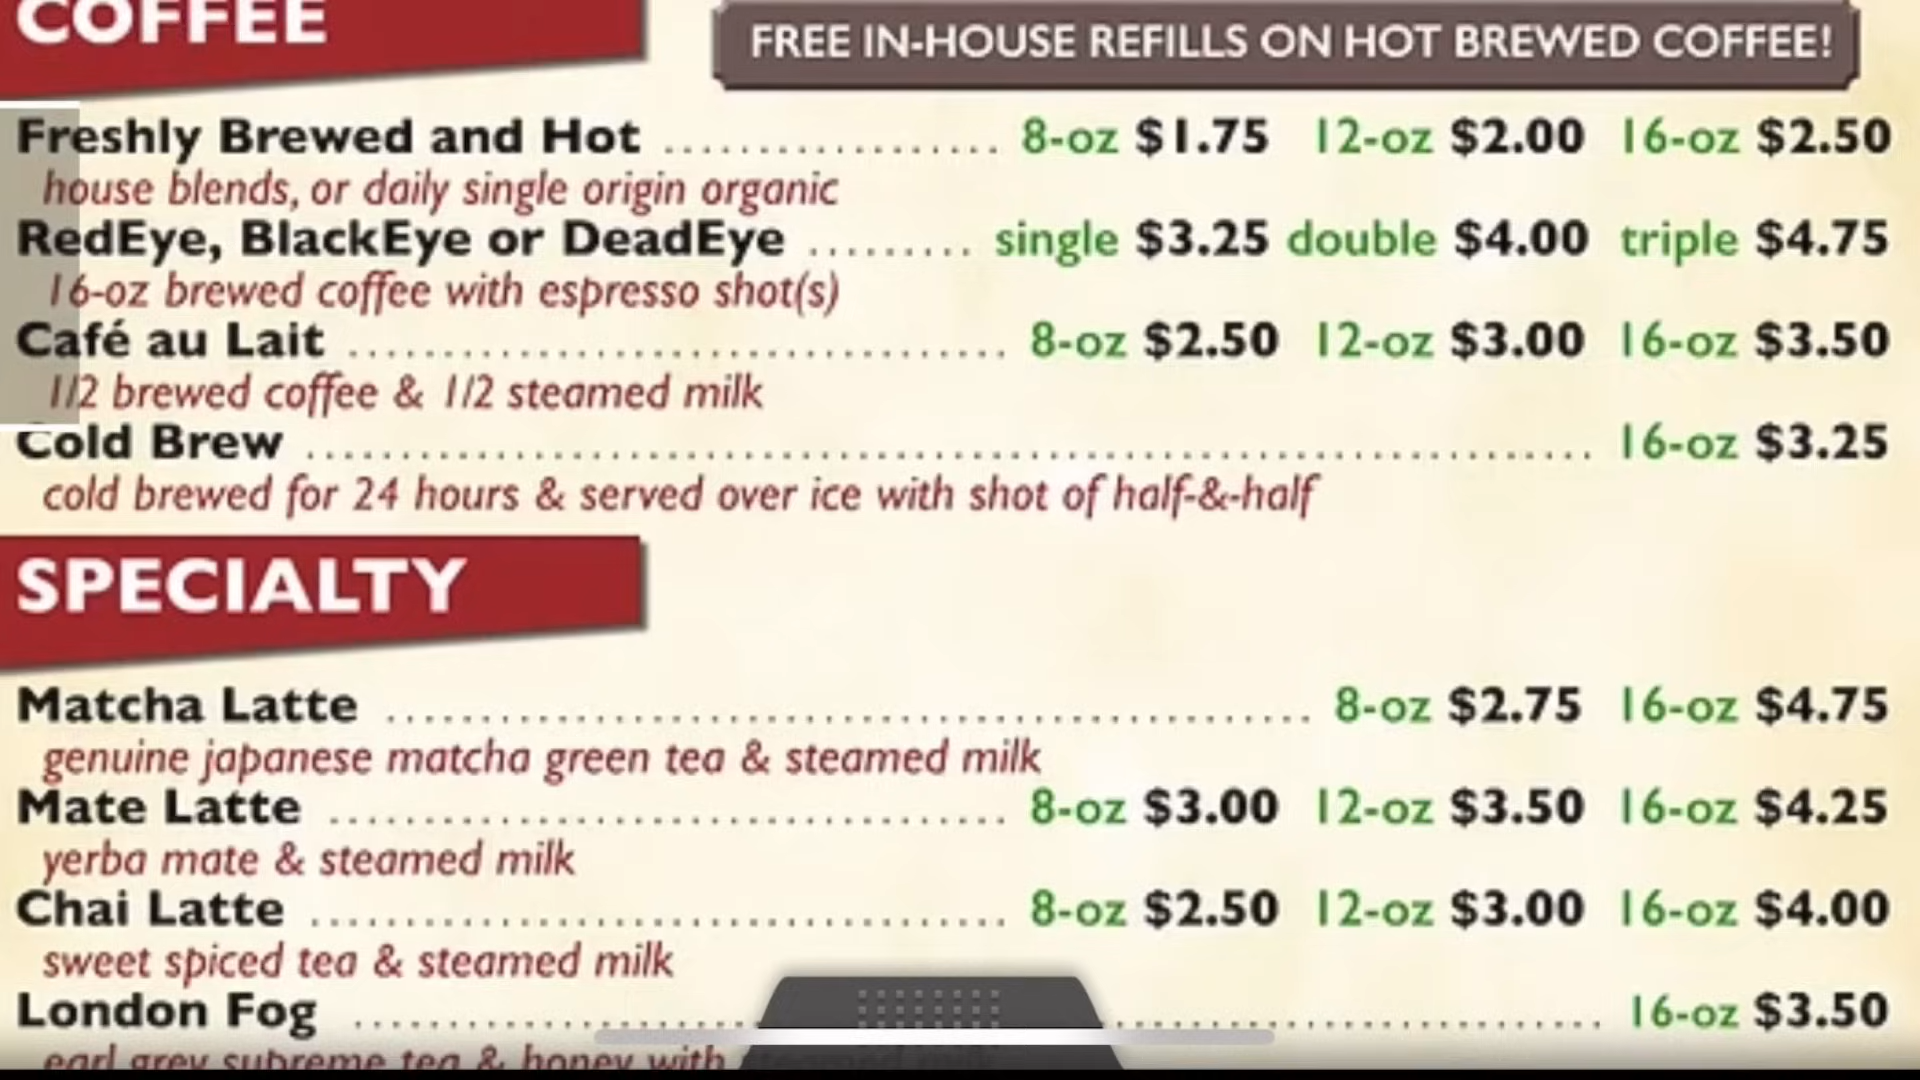 COFFEE
FREE IN-HOUSE REFILLS ON HOT BREWED COFFEE!
Freshly Brewed and Hot .................. 8-oz $1.75 12-oz $2.00 16-oz $2.50
house blends, or daily single origin organic
RedEye, BlackEye or DeadEye ......... single $3.25 double $4.00 triple $4.75
16-oz brewed coffee with espresso shot(s)
Café au Lait ................................... 8-oz $2.50 12-oz $3.00 16-oz $3.50
1/2 brewed coffee & 1/2 steamed milk
Cold Brew .................................................................... 16-oz $3.25
cold brewed for 24 hours & served over ice with shot of half-&-half
SPECIALTY
Matcha Latte ................................................. 8-oz $2.75 16-oz $4.75
genuine japanese matcha green tea & steamed milk
Mate Latte .................................... 8-oz $3.00 12-oz $3.50 16-oz $4.25
yerba mate & steamed milk
Chai Latte ..................................... 8-oz $2.50 12-oz $3.00 16-oz $4.00
sweet spiced tea & steamed milk
London Fog .................................................................. 16-oz $3.50
earl grey supreme tea & honey with